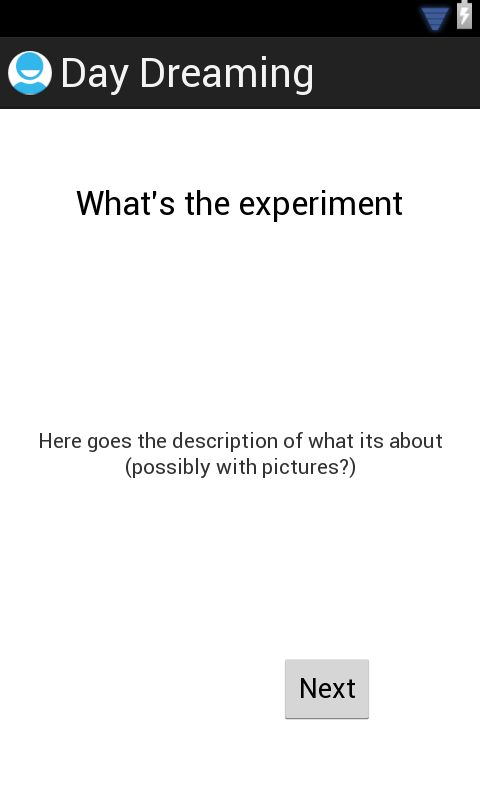 Day Dreaming
What's the experiment
Here goes the description of what its about
(possibly with pictures?)
Next